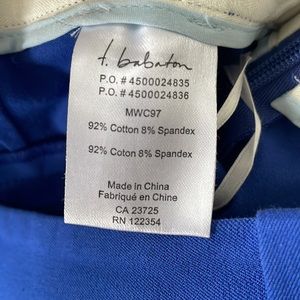 t. babaton
P.O. # 4500024835
P.O. # 4500024836
MWC97
92% Cotton 8% Spandex
92% Coton 8% Spandex
Made in China
Fabriqué en Chine
CA 23725
RN 122354